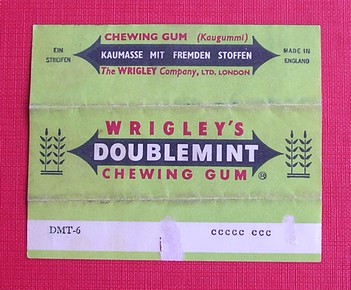 CHEWING GUM (Kaugummi)
EIN STREIFEN
KAUMASSE MIT FREMDEN STOFFEN
MADE IN ENGLAND
The WRIGLEY Company, LTD, LONDON
WRIGLEY'S
DOUBLEMINT
CHEWING GUM ®
DMT-6 CCCCC CCC